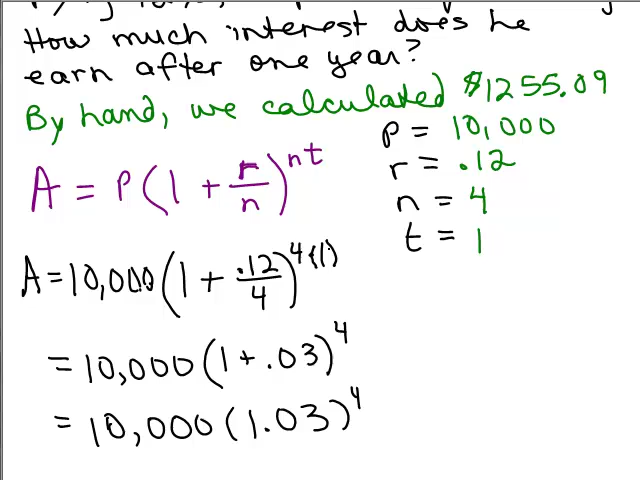 How much interest does he
earn after one year?
By hand, we calculated $1255.09
P = 10,000
r = .12
n = 4
t = 1
A = P(1 + r/n)^nt
A = 10,000(1 + .12/4)^4(1)
= 10,000(1 + .03)^4
= 10,000(1.03)^4